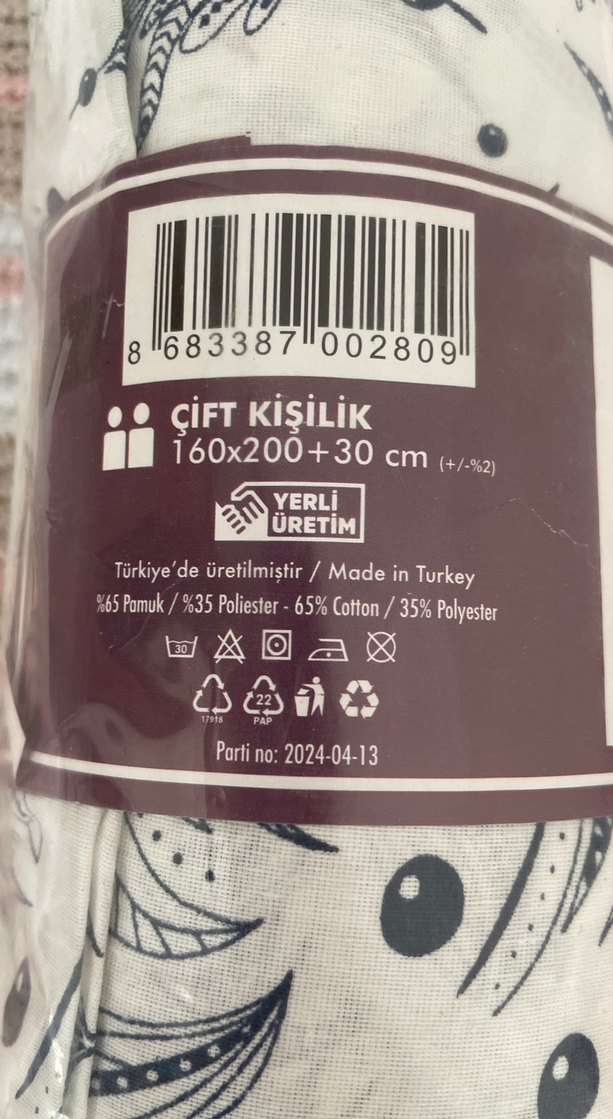 8 683387 002809
ÇİFT KİŞİLİK
160x200+30 cm (+/-%2)
YERLİ
ÜRETİM
Türkiye'de üretilmiştir / Made in Turkey
%65 Pamuk / %35 Poliester - 65% Cotton / 35% Polyester
30
22
17918 PAP
Parti no: 2024-04-13